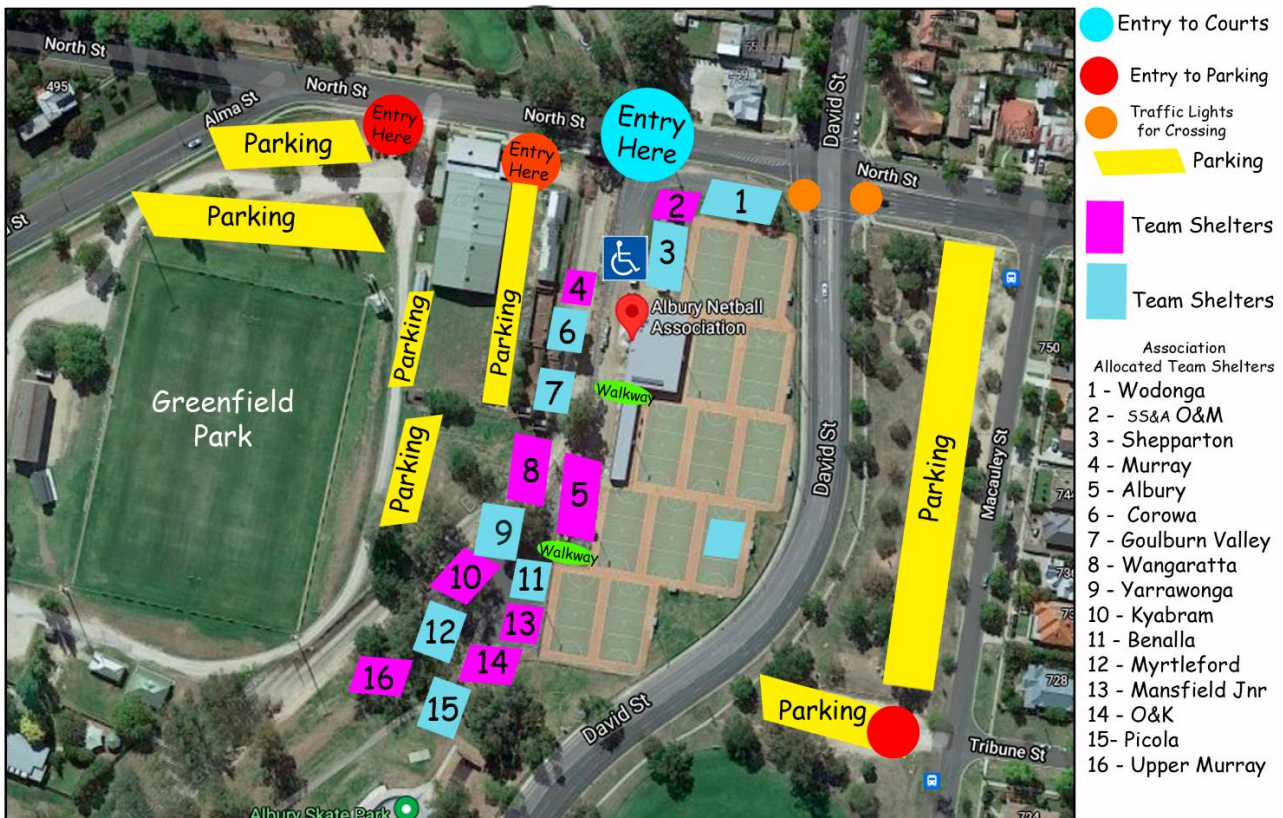 North St
495
Alma St
North St
North St
Entry
Here
Entry
Here
Entry
Here
David St
North St
Parking
Parking
Parking
Parking
Parking
Parking
Parking
2
1
3
4
6
7
8
5
9
10
11
12
13
14
16
15
Albury Netball
Association
Walkway
Walkway
Greenfield
Park
David St
David St
Macauley St
750
728
724
Tribune St
Albury Skate Park
Entry to Courts
Entry to Parking
Traffic Lights
for Crossing
Parking
Team Shelters
Team Shelters
Association
Allocated Team Shelters
1 - Wodonga
2 - SS&A O&M
3 - Shepparton
4 - Murray
5 - Albury
6 - Corowa
7 - Goulburn Valley
8 - Wangaratta
9 - Yarrawonga
10 - Kyabram
11 - Benalla
12 - Myrtleford
13 - Mansfield Jnr
14 - O&K
15- Picola
16 - Upper Murray